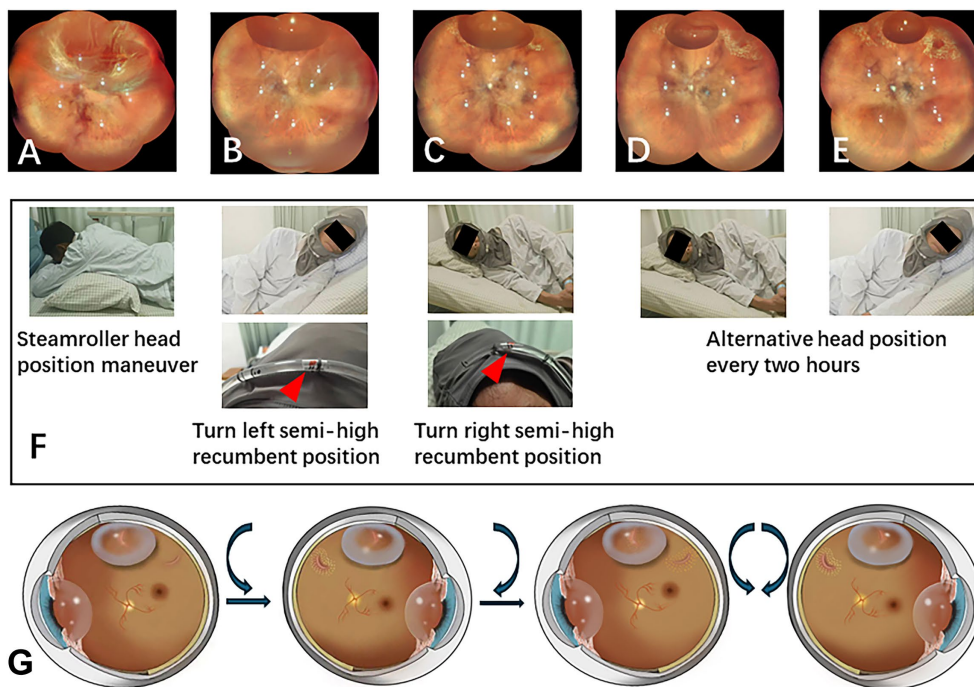 A
B
C
D
E
Steamroller head
position maneuver
Turn left semi-high
recumbent position
Turn right semi-high
recumbent position
Alternative head position
every two hours
F
G